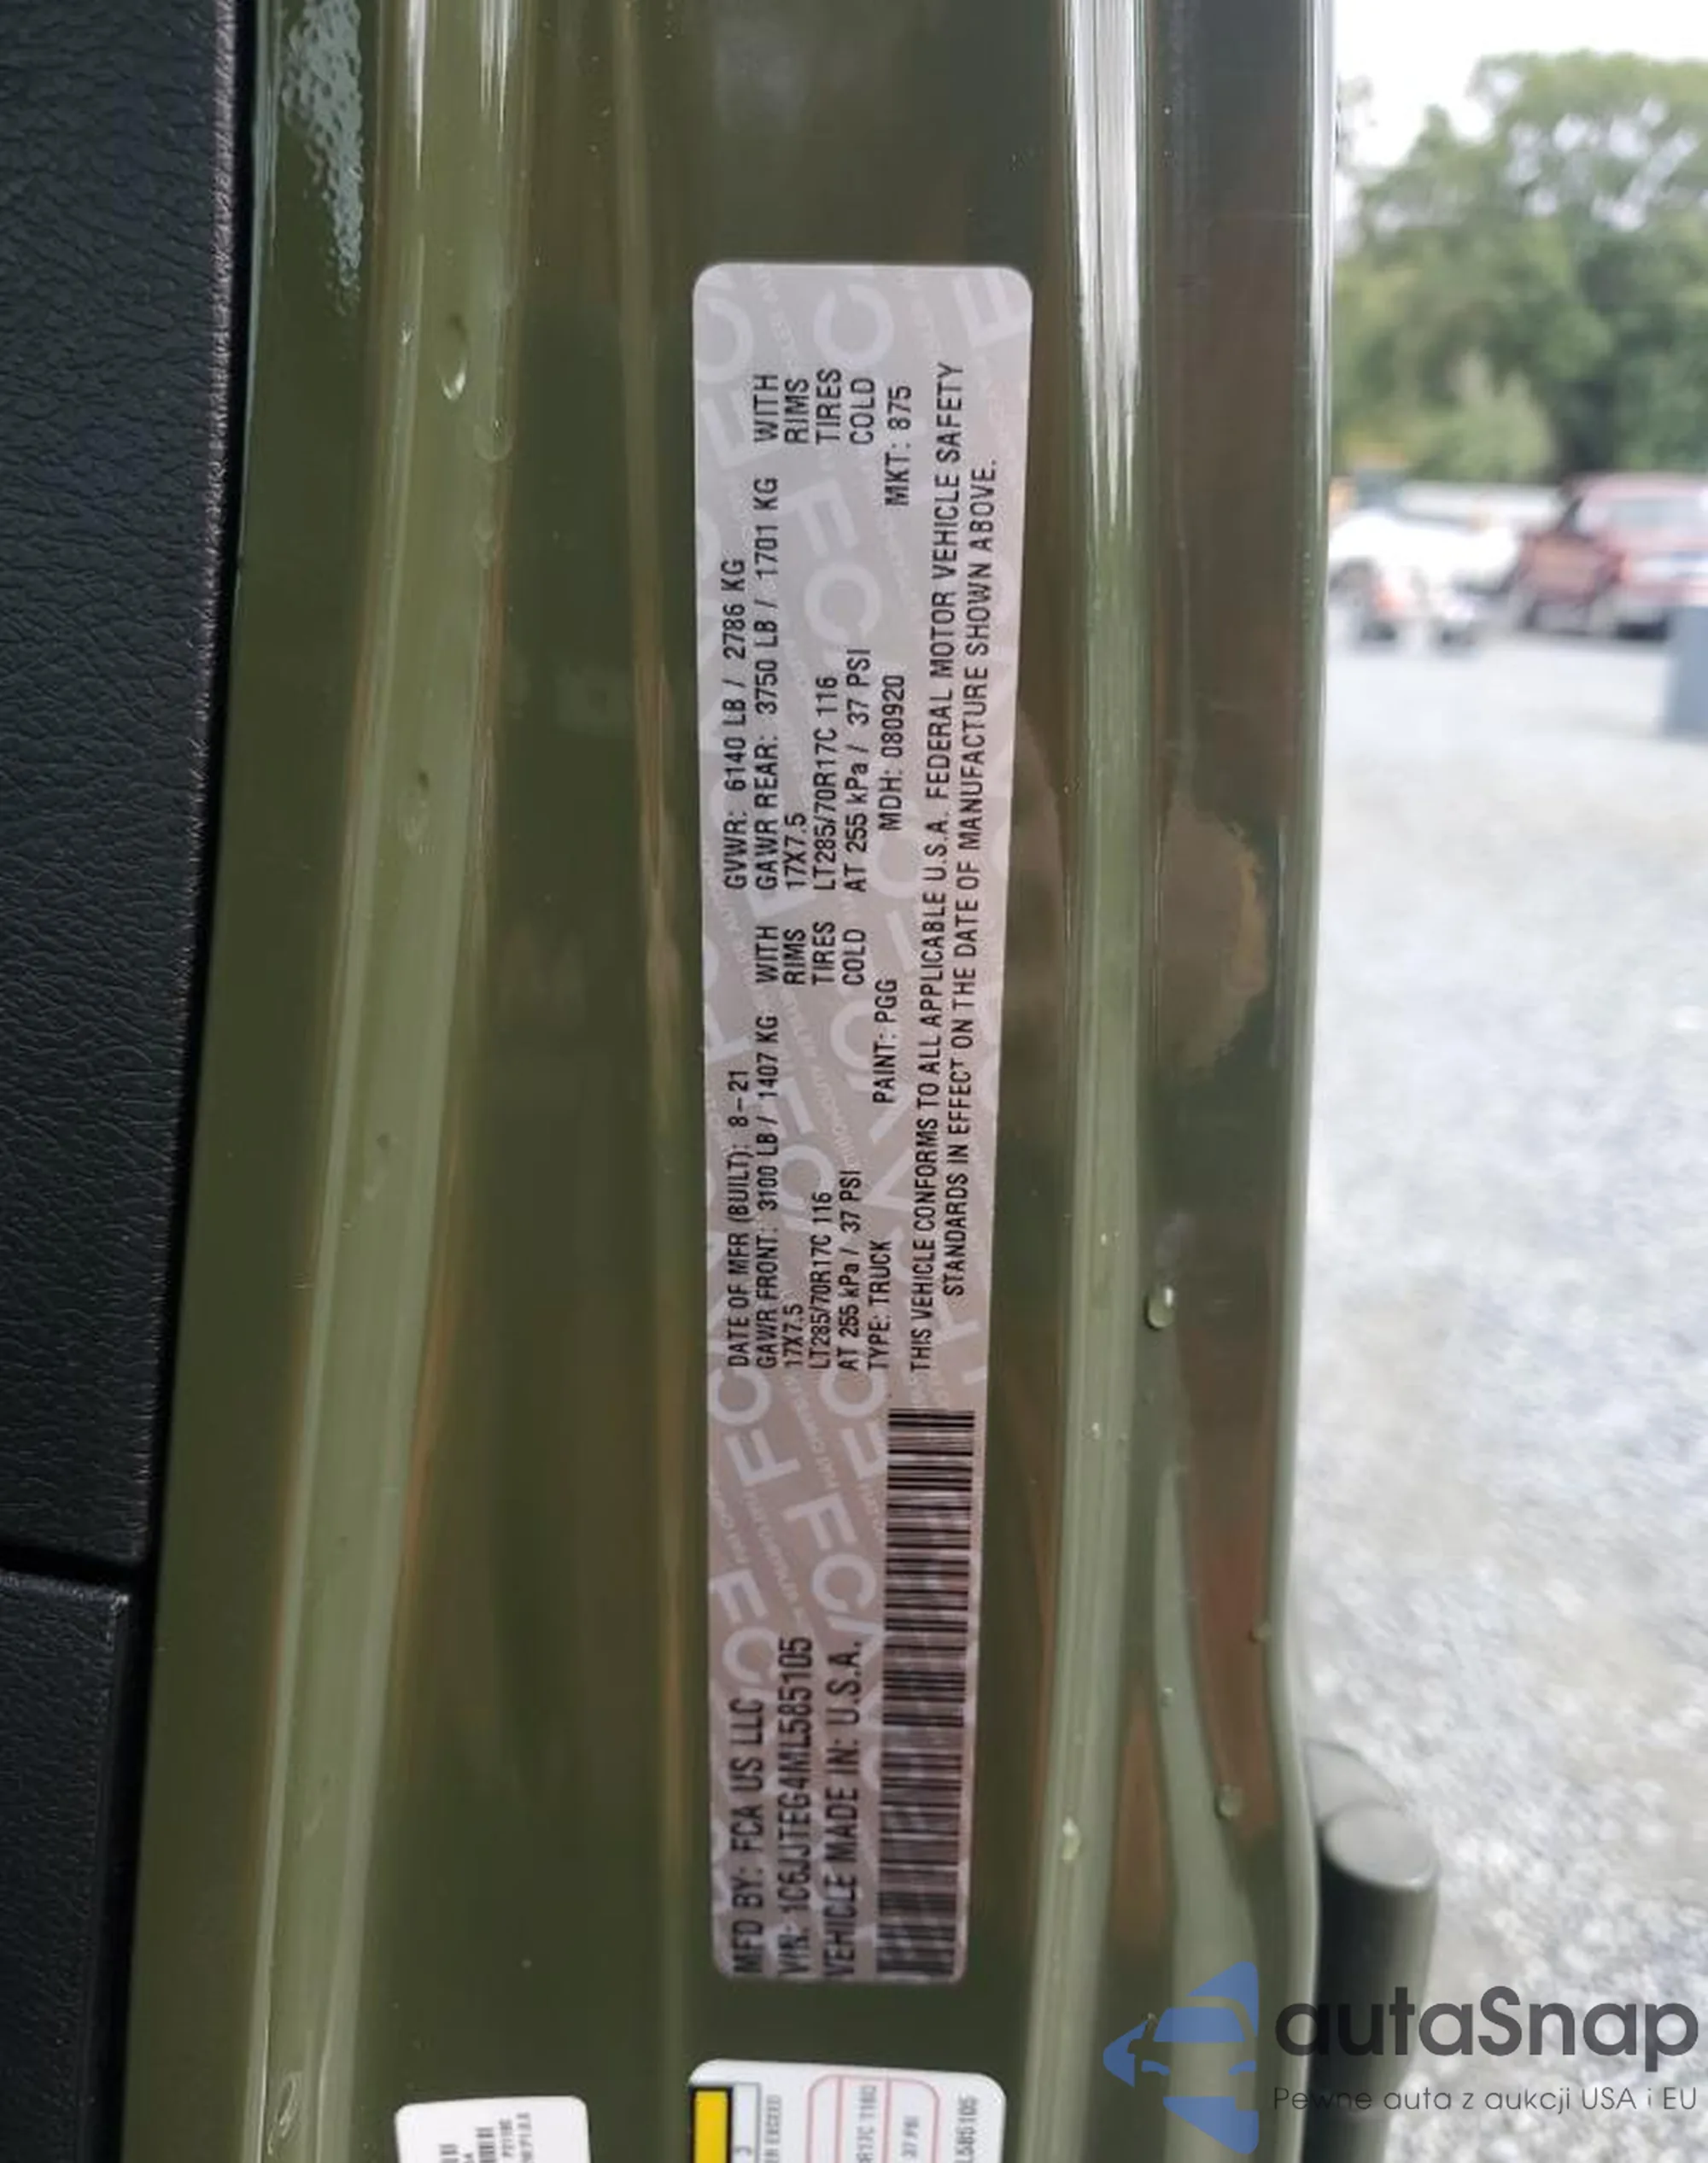 MFD BY: FCA US LLC
VIN: 1C6JJTEG4ML585105
VEHICLE MADE IN: U.S.A.
DATE OF MFR (BUILT): 8-21 GVWR: 6140 LB / 2786 KG
GAWR FRONT: 3100 LB / 1407 KG WITH GAWR REAR: 3750 LB / 1701 KG WITH
17X7.5 RIMS 17X7.5 RIMS
LT285/70R17C 116 TIRES LT285/70R17C 116 TIRES
AT 255 kPa / 37 PSI COLD AT 255 kPa / 37 PSI COLD
TYPE: TRUCK PAINT: PGG MDH: 080920 MKT: 875
THIS VEHICLE CONFORMS TO ALL APPLICABLE U.S.A. FEDERAL MOTOR VEHICLE SAFETY
STANDARDS IN EFFECT ON THE DATE OF MANUFACTURE SHOWN ABOVE.
37 PSI
L585105
autaSnap
Pewne auta z aukcji USA i EU